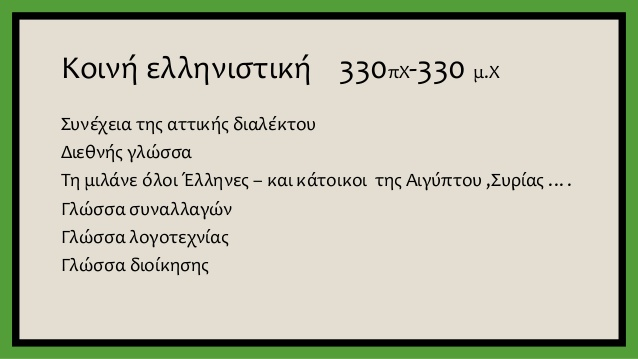 Κοινή ελληνιστική 330πΧ-330 μ.Χ
Συνέχεια της αττικής διαλέκτου
Διεθνής γλώσσα
Τη μιλάνε όλοι Έλληνες – και κάτοικοι της Αιγύπτου ,Συρίας ... .
Γλώσσα συναλλαγών
Γλώσσα λογοτεχνίας
Γλώσσα διοίκησης